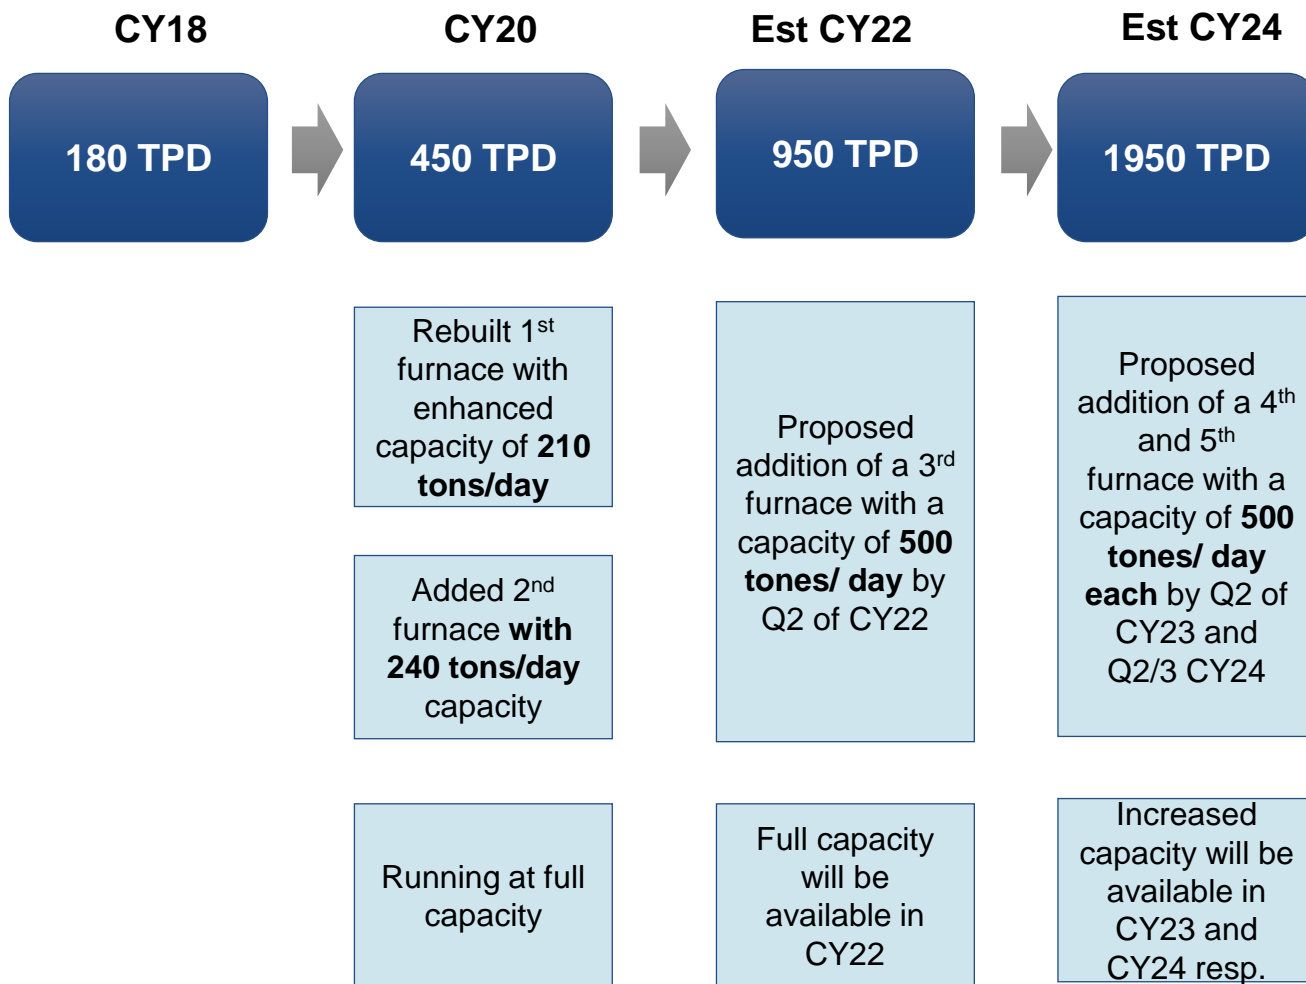 CY18
CY20
Est CY22
Est CY24
180 TPD
450 TPD
950 TPD
1950 TPD
Rebuilt 1st
furnace with
enhanced
capacity of 210
tons/day
Added 2nd
furnace with
240 tons/day
capacity
Running at full
capacity
Proposed
addition of a 3rd
furnace with a
capacity of 500
tones/ day by
Q2 of CY22
Full capacity
will be
available in
CY22
Proposed
addition of a 4th
and 5th
furnace with a
capacity of 500
tones/ day
each by Q2 of
CY23 and
Q2/3 CY24
Increased
capacity will be
available in
CY23 and
CY24 resp.